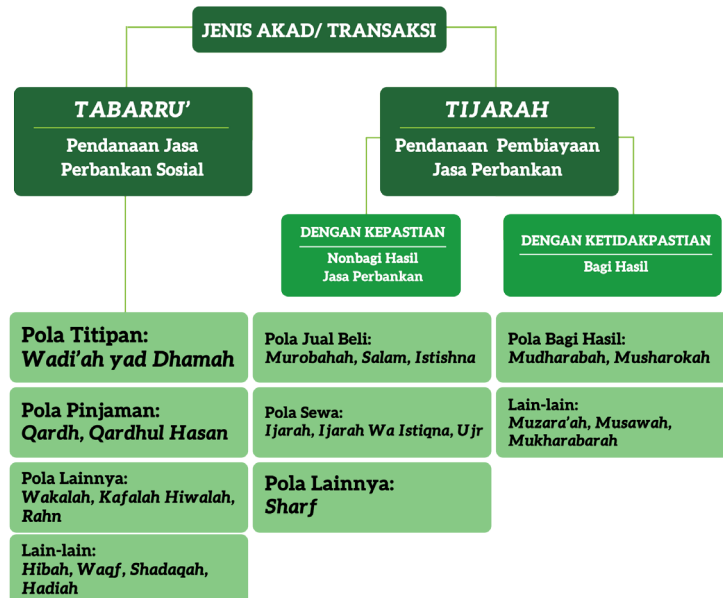 JENIS AKAD/ TRANSAKSI
TABARRU'
Pendanaan Jasa
Perbankan Sosial
TIJARAH
Pendanaan Pembiayaan
Jasa Perbankan
DENGAN KEPASTIAN
Nonbagi Hasil
Jasa Perbankan
DENGAN KETIDAKPASTIAN
Bagi Hasil
Pola Titipan:
Wadi'ah yad Dhamah
Pola Pinjaman:
Qardh, Qardhul Hasan
Pola Lainnya:
Wakalah, Kafalah Hiwalah,
Rahn
Lain-lain:
Hibah, Waqf, Shadaqah,
Hadiah
Pola Jual Beli:
Murobahah, Salam, Istishna
Pola Sewa:
Ijarah, Ijarah Wa Istiqna, Ujr
Pola Lainnya:
Sharf
Pola Bagi Hasil:
Mudharabah, Musharokah
Lain-lain:
Muzara'ah, Musawah,
Mukharabarah